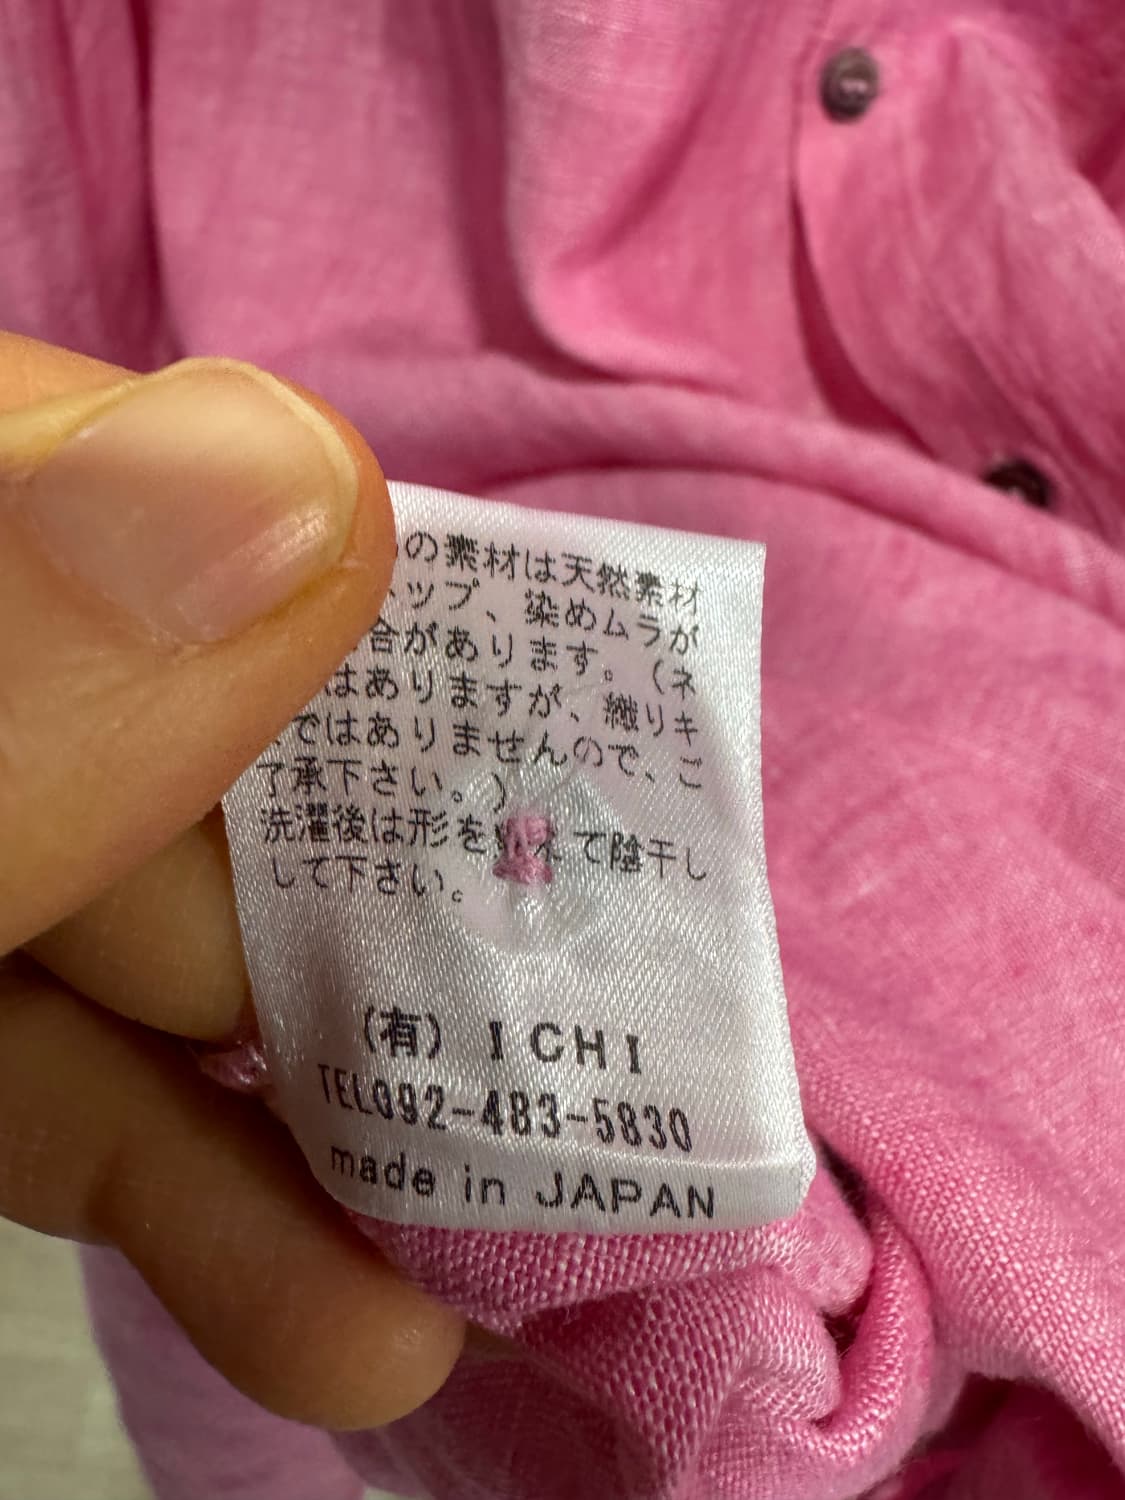 の素材は天然素材
ップ、染めムラが
合があります。（ネ
はありますが、織りキ
ではありませんので、ご
了承下さい。）
洗濯後は形を えて陰干し
して下さい。
（有）ＩＣＨＩ
TEL092-483-5830
made in JAPAN